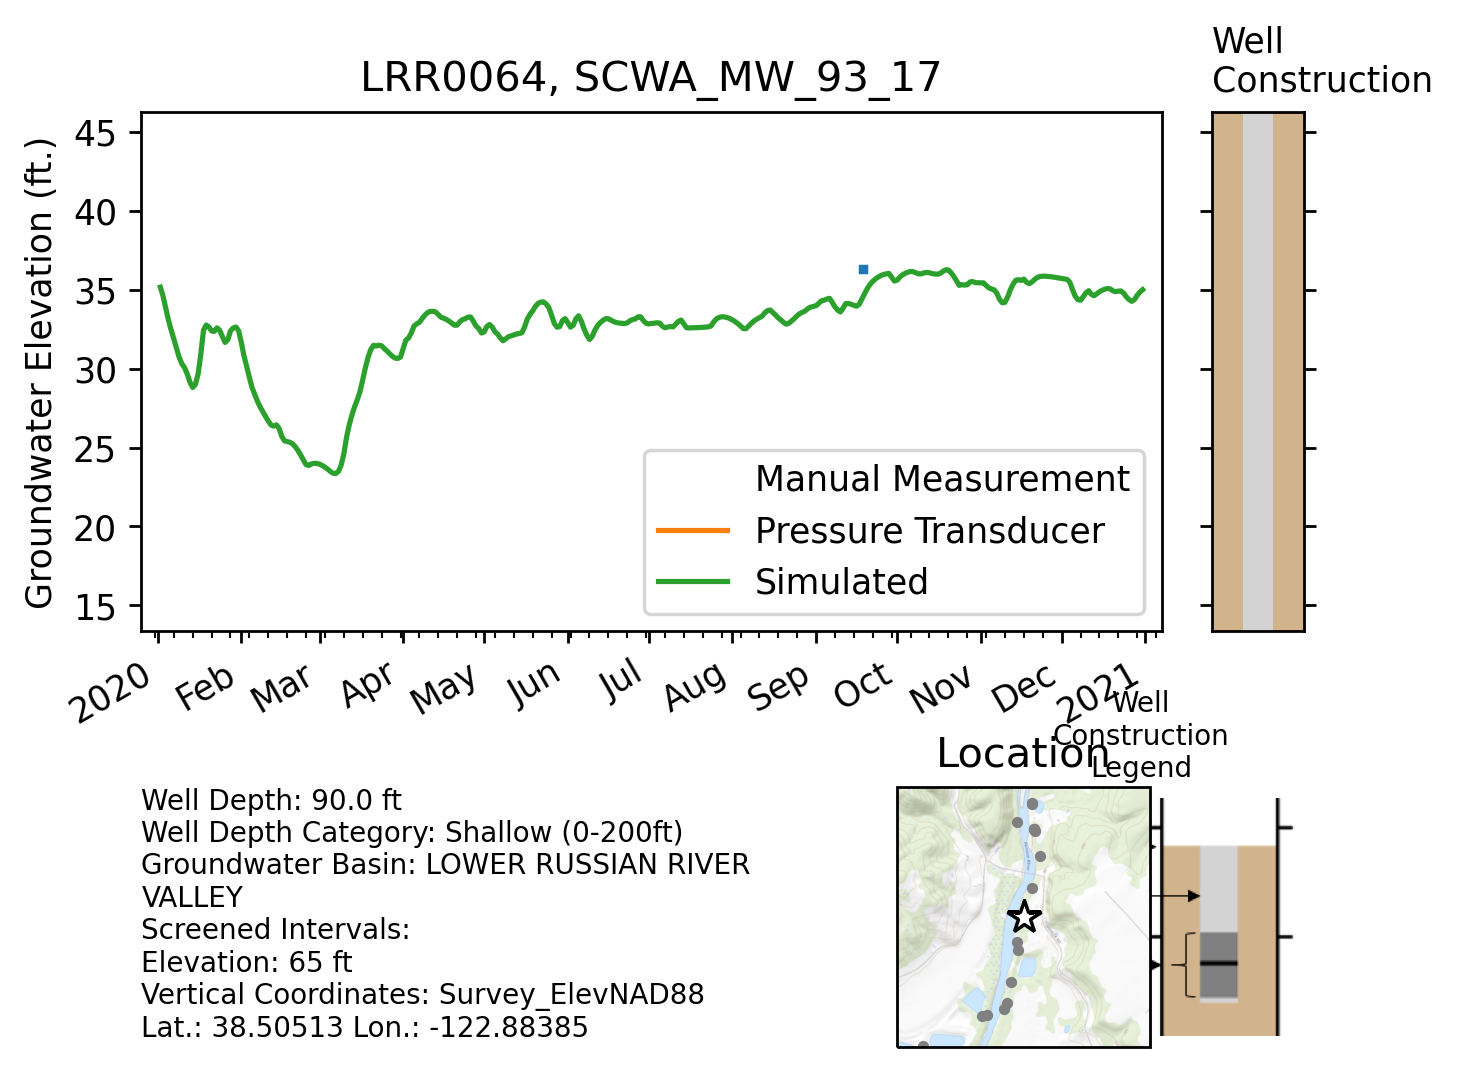 Well
Construction
LRR0064, SCWA_MW_93_17
Groundwater Elevation (ft.)
45
40
35
30
25
20
15
Manual Measurement
Pressure Transducer
Simulated
2020 Feb Mar Apr May Jun Jul Aug Sep Oct Nov Dec 2021
Well
Construction
Legend
Location
Well Depth: 90.0 ft
Well Depth Category: Shallow (0-200ft)
Groundwater Basin: LOWER RUSSIAN RIVER
VALLEY
Screened Intervals:
Elevation: 65 ft
Vertical Coordinates: Survey_ElevNAD88
Lat.: 38.50513 Lon.: -122.88385